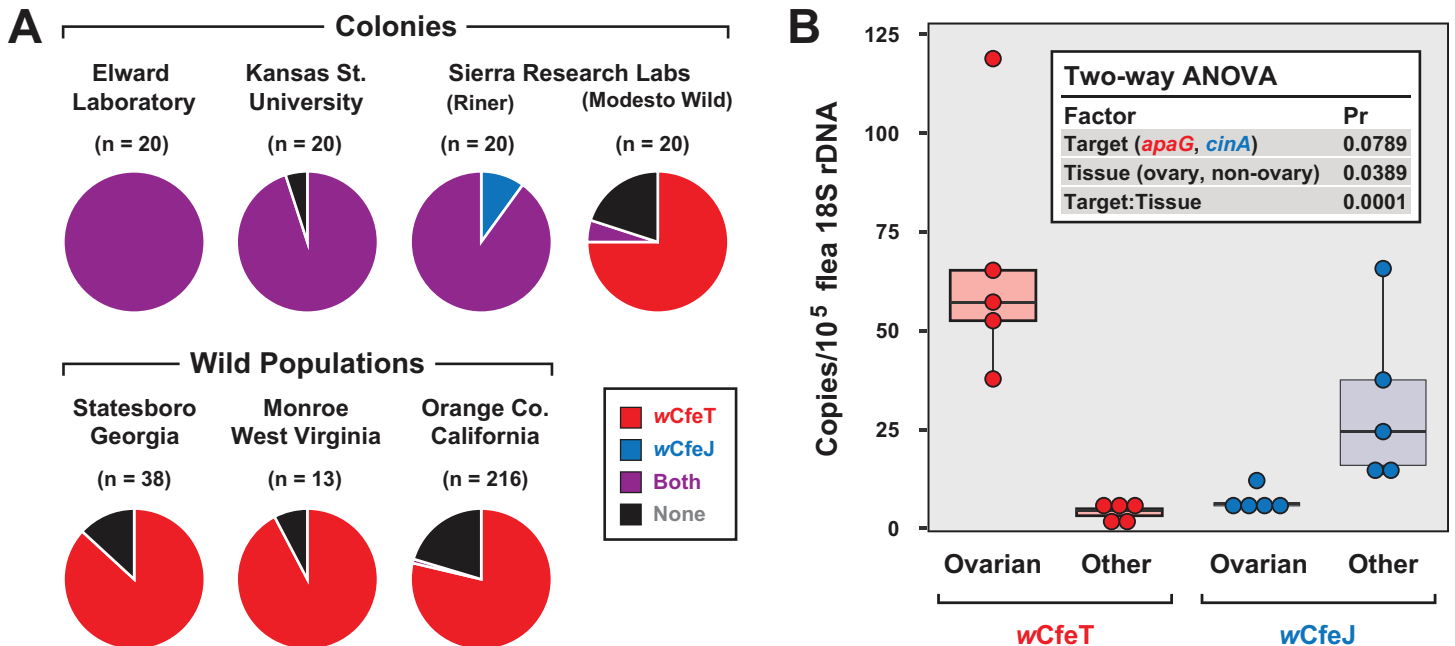 A
Colonies
Elward
Laboratory
(n = 20)
Kansas St.
University
(n = 20)
Sierra Research Labs
(Riner)
(Modesto Wild)
(n = 20)
(n = 20)
Wild Populations
Statesboro
Georgia
(n = 38)
Monroe
West Virginia
(n = 13)
Orange Co.
California
(n = 216)
wCfeT
wCfeJ
Both
None
B
Copies/10⁵ flea 18S rDNA
125
100
75
50
25
0
Two-way ANOVA
Factor Pr
Target (apaG, cinA) 0.0789
Tissue (ovary, non-ovary) 0.0389
Target:Tissue 0.0001
Ovarian Other Ovarian Other
wCfeT wCfeJ